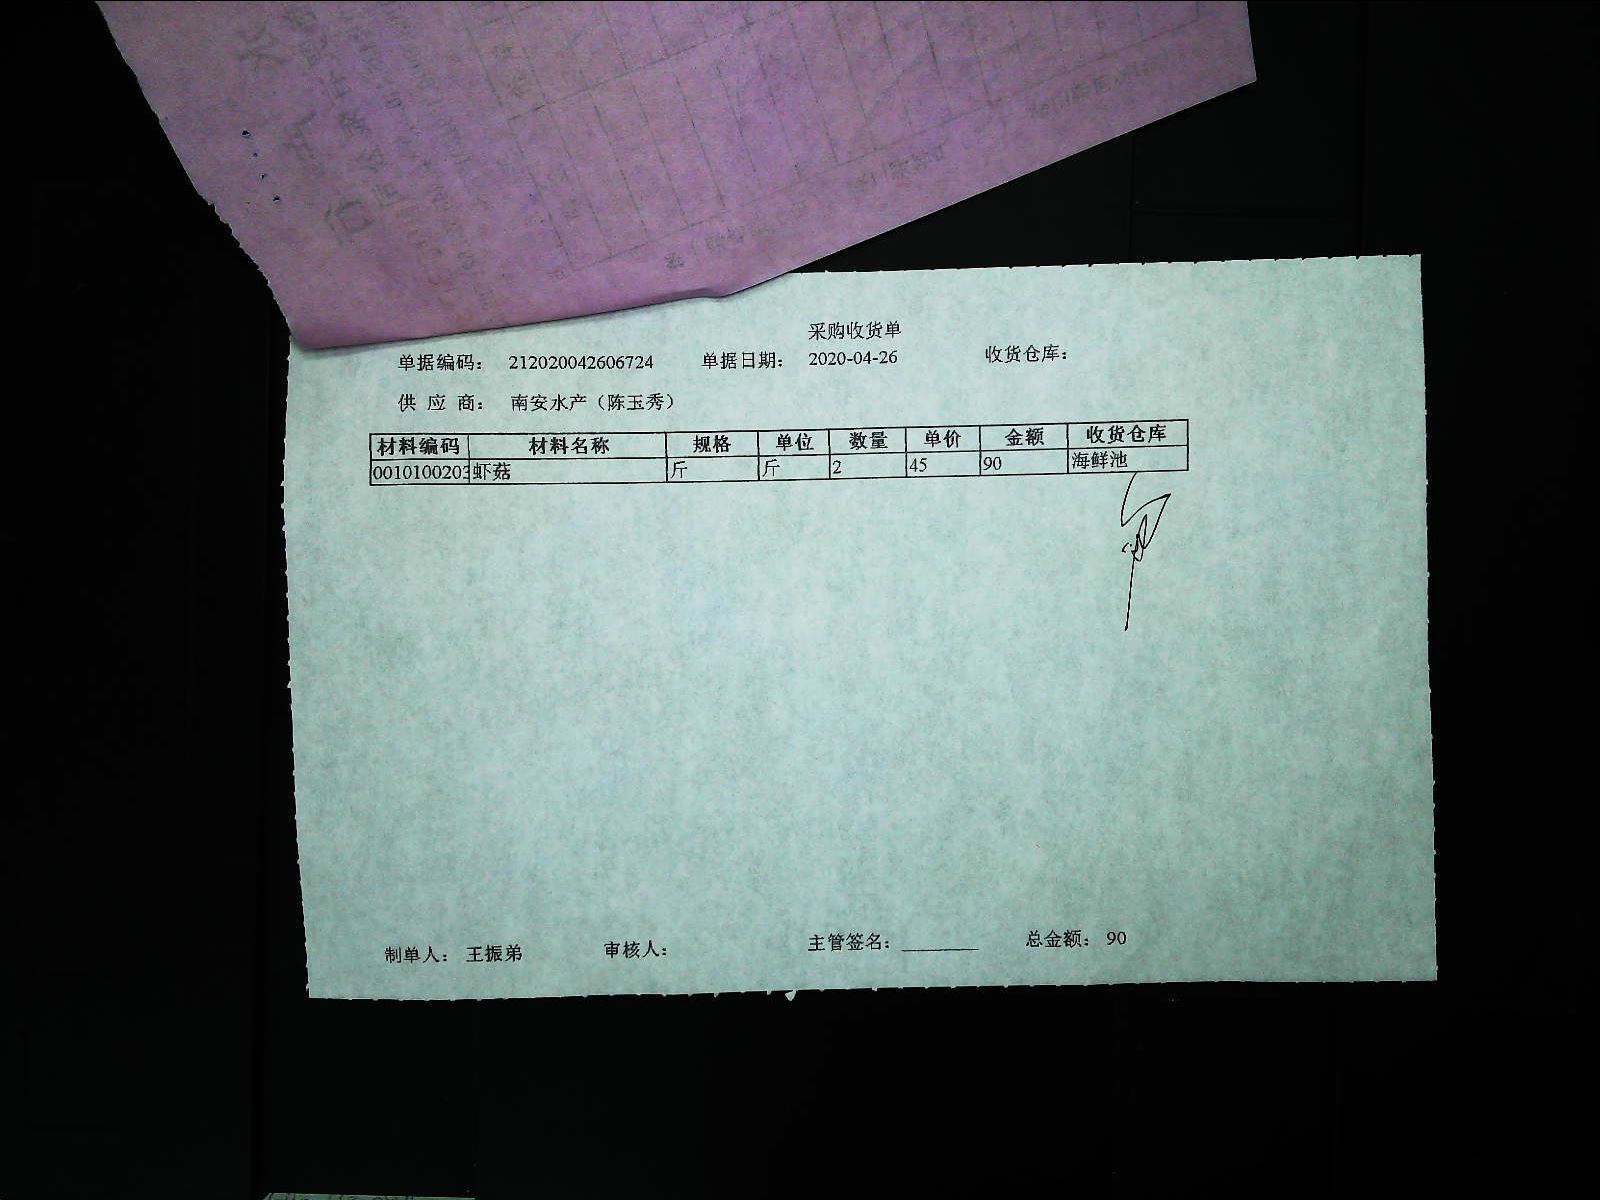 采购收货单
单据编码： 212020042606724 单据日期： 2020-04-26 收货仓库：
供 应 商： 南安水产（陈玉秀）
材料编码 材料名称 规格 单位 数量 单价 金额 收货仓库
0010100203 虾菇 斤 斤 2 45 90 海鲜池
制单人： 王振弟 审核人： 主管签名： 总金额： 90